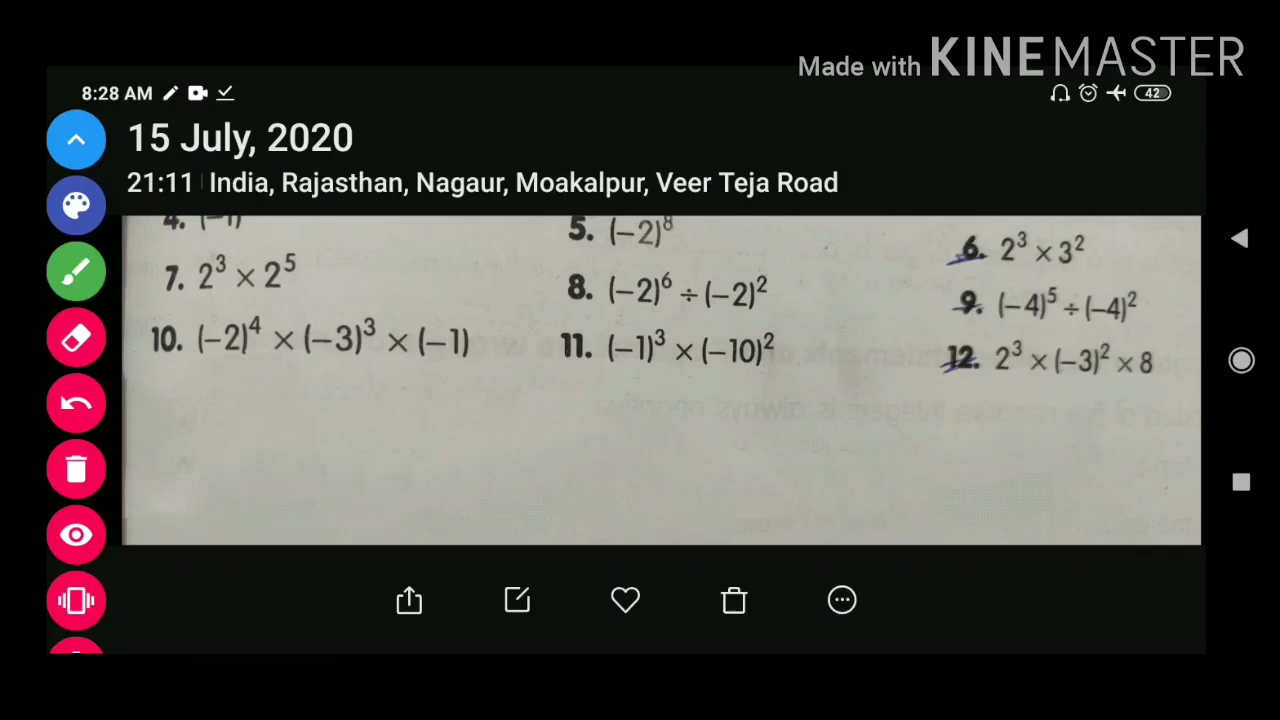 Made with KINEMASTER
8:28 AM 42
15 July, 2020
21:11 India, Rajasthan, Nagaur, Moakalpur, Veer Teja Road
4. (−1)
5. (−2)⁸
6. 2³ × 3²
7. 2³ × 2⁵
8. (−2)⁶ ÷ (−2)²
9. (−4)⁵ ÷ (−4)²
10. (−2)⁴ × (−3)³ × (−1)
11. (−1)³ × (−10)²
12. 2³ × (−3)² × 8